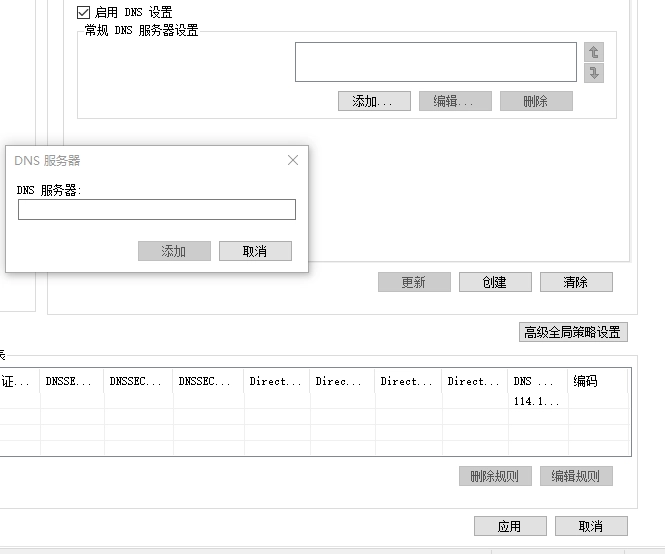 启用 DNS 设置
常规 DNS 服务器设置
添加...
编辑...
删除
DNS 服务器
DNS 服务器:
添加
取消
更新
创建
清除
高级全局策略设置
表
证...
DNSSE...
DNSSEC...
DNSSEC...
Direct...
Direc...
Direct...
Direct...
DNS ...
编码
114.1...
删除规则
编辑规则
应用
取消